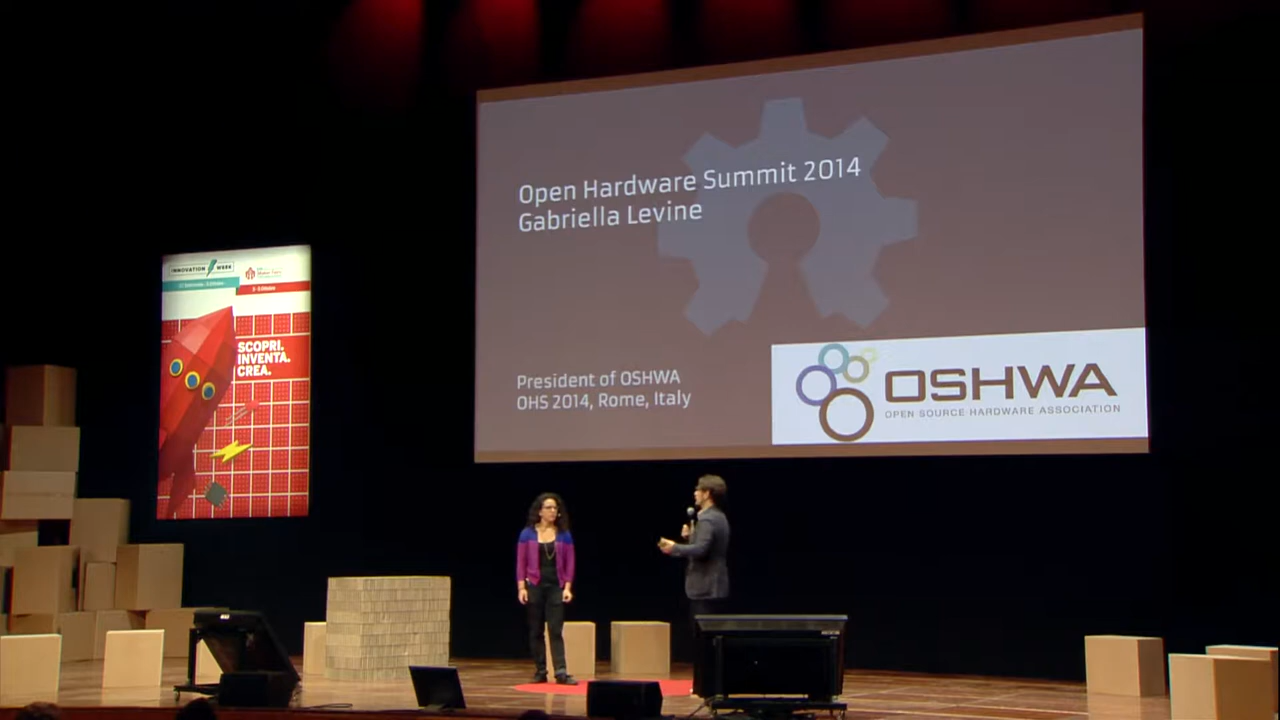 Open Hardware Summit 2014
Gabriella Levine
President of OSHWA
OHS 2014, Rome, Italy
OSHWA
OPEN SOURCE HARDWARE ASSOCIATION
INNOVATION WEEK
SCOPRI.
INVENTA.
CREA.